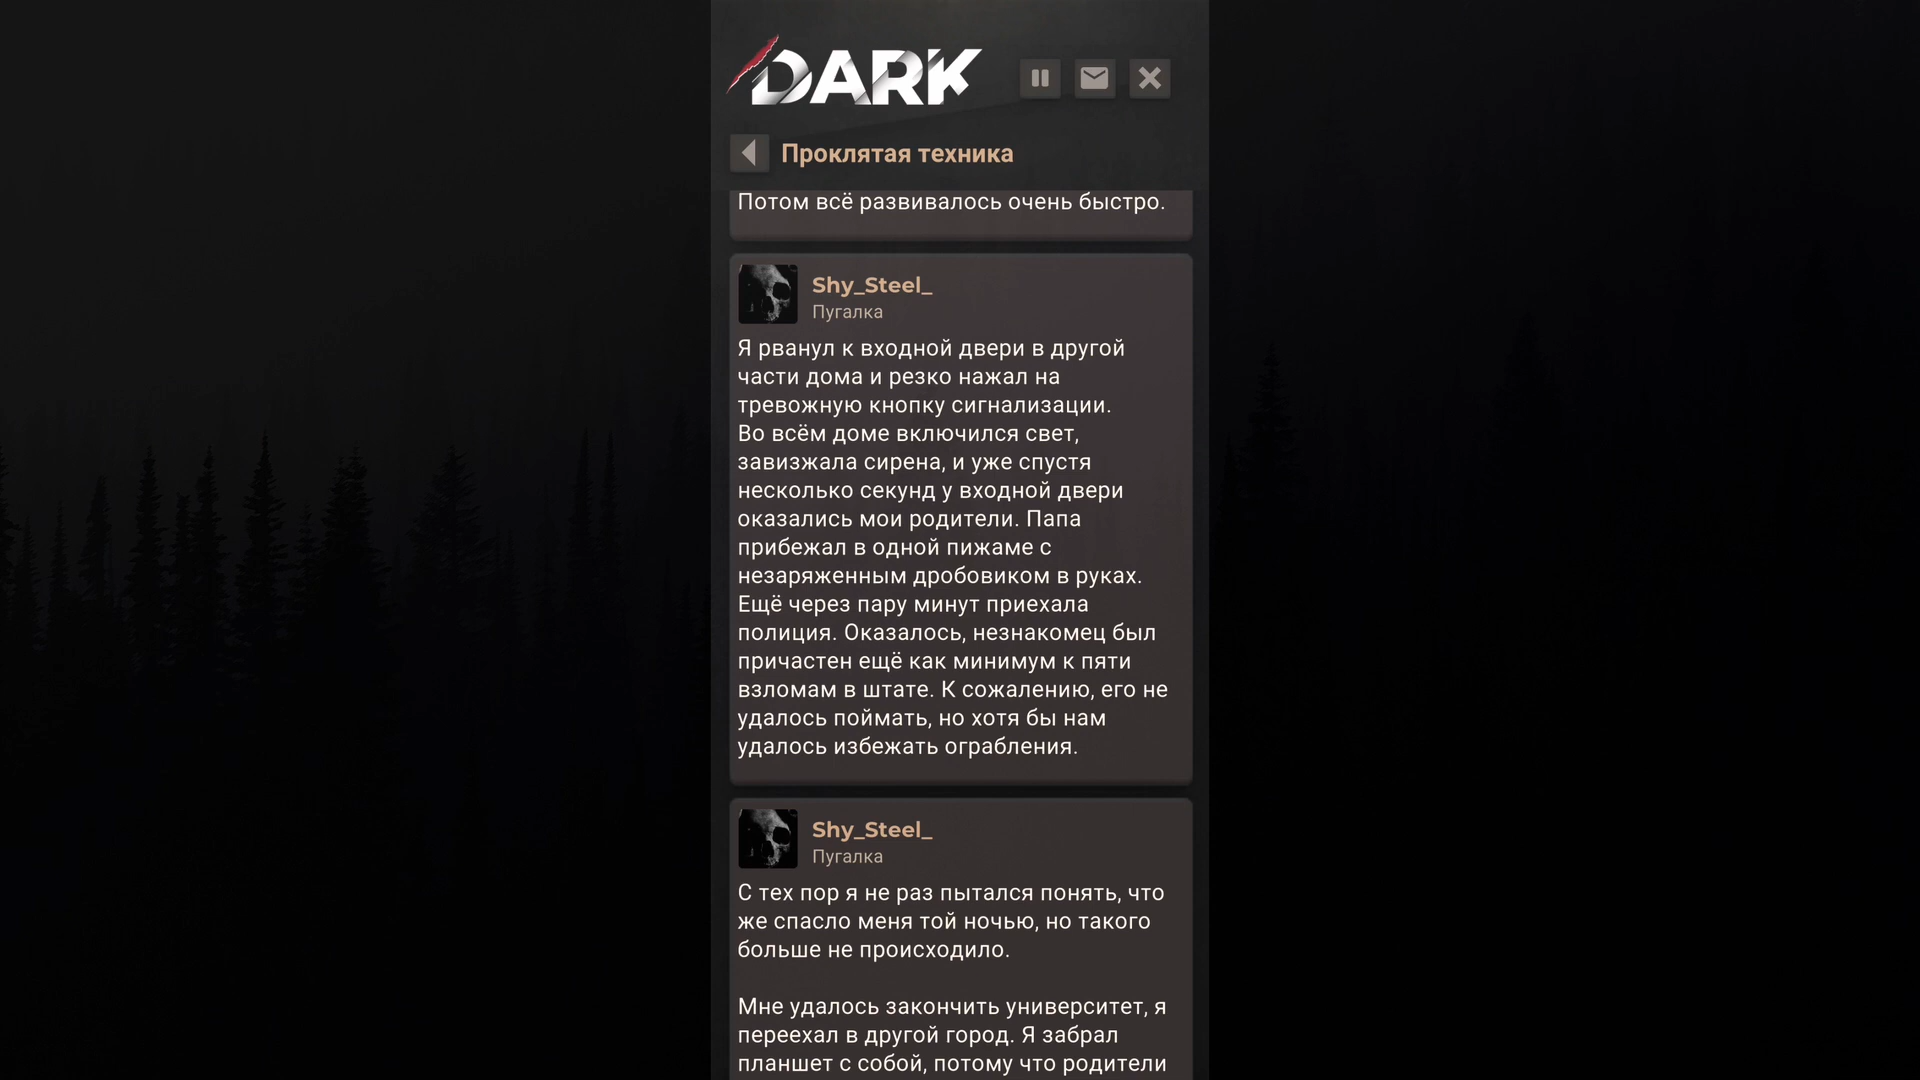 DARK
Проклятая техника
Потом всё развивалось очень быстро.
Shy_Steel_
Пугалка
Я рванул к входной двери в другой
части дома и резко нажал на
тревожную кнопку сигнализации.
Во всём доме включился свет,
завизжала сирена, и уже спустя
несколько секунд у входной двери
оказались мои родители. Папа
прибежал в одной пижаме с
незаряженным дробовиком в руках.
Ещё через пару минут приехала
полиция. Оказалось, незнакомец был
причастен ещё как минимум к пяти
взломам в штате. К сожалению, его не
удалось поймать, но хотя бы нам
удалось избежать ограбления.
Shy_Steel_
Пугалка
С тех пор я не раз пытался понять, что
же спасло меня той ночью, но такого
больше не происходило.
Мне удалось закончить университет, я
переехал в другой город. Я забрал
планшет с собой, потому что родители